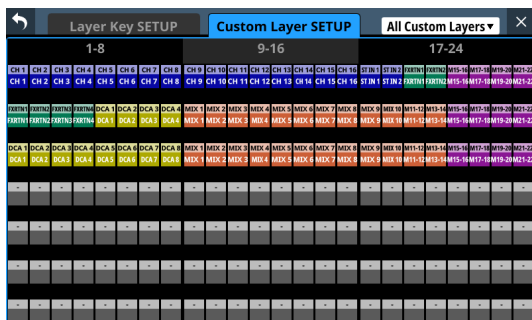 Layer Key SETUP Custom Layer SETUP All Custom Layers ▾ ×
1-8 9-16 17-24
CH 1 CH 2 CH 3 CH 4 CH 5 CH 6 CH 7 CH 8 CH 9 CH 10 CH 11 CH 12 CH 13 CH 14 CH 15 CH 16 ST IN 1 ST IN 2 FXRTN1 FXRTN2 M15-16 M17-18 M19-20 M21-22
CH 1 CH 2 CH 3 CH 4 CH 5 CH 6 CH 7 CH 8 CH 9 CH 10 CH 11 CH 12 CH 13 CH 14 CH 15 CH 16 ST IN 1 ST IN 2 FXRTN1 FXRTN2 M15-16 M17-18 M19-20 M21-22
FXRTN1 FXRTN2 FXRTN3 FXRTN4 DCA 1 DCA 2 DCA 3 DCA 4 MIX 1 MIX 2 MIX 3 MIX 4 MIX 5 MIX 6 MIX 7 MIX 8 MIX 9 MIX 10 M11-12 M13-14 M15-16 M17-18 M19-20 M21-22
FXRTN1 FXRTN2 FXRTN3 FXRTN4 DCA 1 DCA 2 DCA 3 DCA 4 MIX 1 MIX 2 MIX 3 MIX 4 MIX 5 MIX 6 MIX 7 MIX 8 MIX 9 MIX 10 M11-12 M13-14 M15-16 M17-18 M19-20 M21-22
DCA 1 DCA 2 DCA 3 DCA 4 DCA 5 DCA 6 DCA 7 DCA 8 MIX 1 MIX 2 MIX 3 MIX 4 MIX 5 MIX 6 MIX 7 MIX 8 MIX 9 MIX 10 M11-12 M13-14 M15-16 M17-18 M19-20 M21-22
DCA 1 DCA 2 DCA 3 DCA 4 DCA 5 DCA 6 DCA 7 DCA 8 MIX 1 MIX 2 MIX 3 MIX 4 MIX 5 MIX 6 MIX 7 MIX 8 MIX 9 MIX 10 M11-12 M13-14 M15-16 M17-18 M19-20 M21-22
- - - - - - - - - - - - - - - - - - - - - - - -
- - - - - - - - - - - - - - - - - - - - - - - -
- - - - - - - - - - - - - - - - - - - - - - - -
- - - - - - - - - - - - - - - - - - - - - - - -